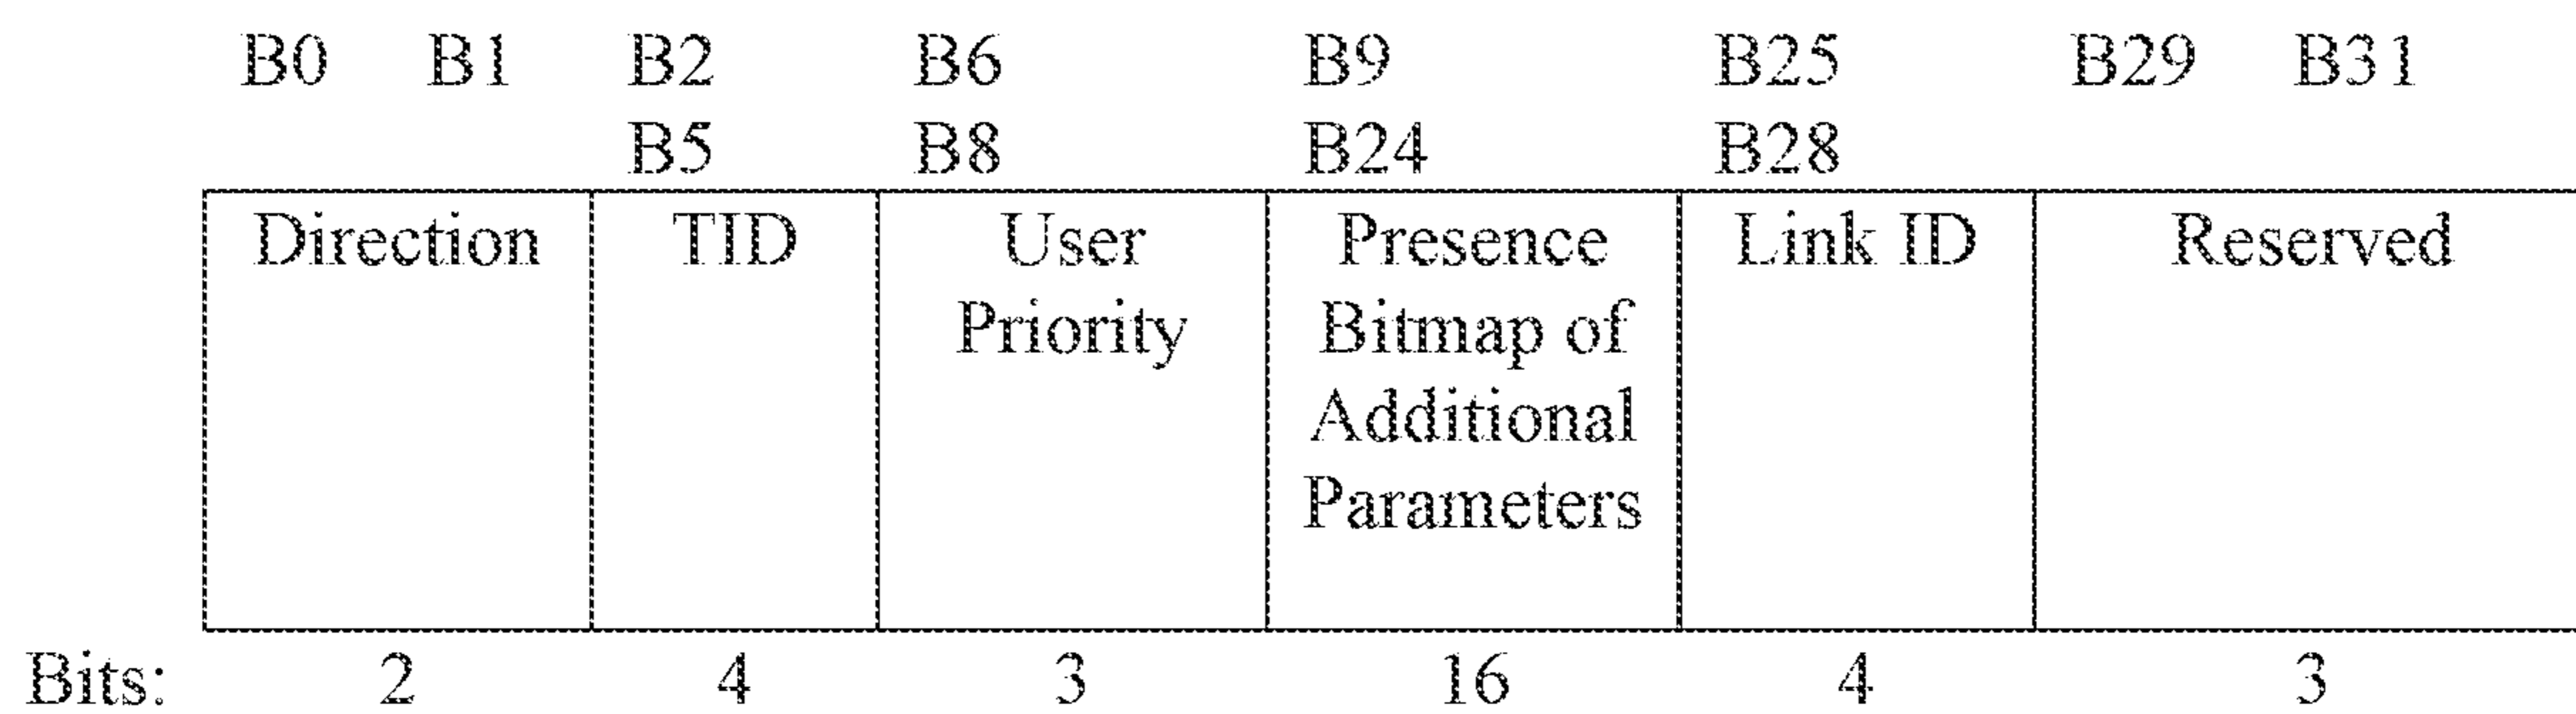 B0 B1 B2 B6 B9 B25 B29 B31
B5 B8 B24 B28
Direction TID User Presence Link ID Reserved
Priority Bitmap of
Additional
Parameters
Bits: 2 4 3 16 4 3